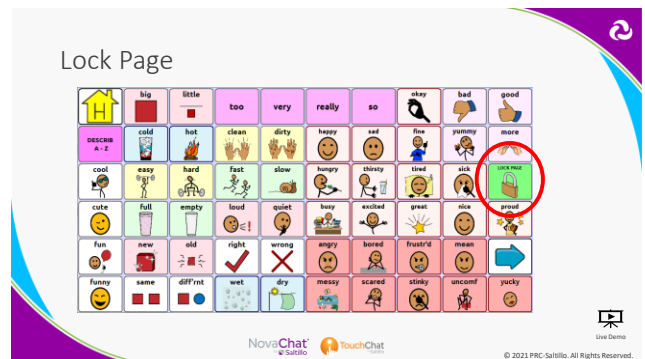 Lock Page
big little too very really so okay bad good
H
DESCRIB
A - Z
cold hot clean dirty happy sad fine yummy more
cool easy hard fast slow hungry thirsty tired sick LOCK PAGE
cute full empty loud quiet busy excited great nice proud
fun new old right wrong angry bored frustr'd mean
funny same diff'rnt wet dry messy scared stinky uncomf yucky
NovaChat TouchChat
Saltillo
Live Demo
© 2021 PRC-Saltillo. All Rights Reserved.